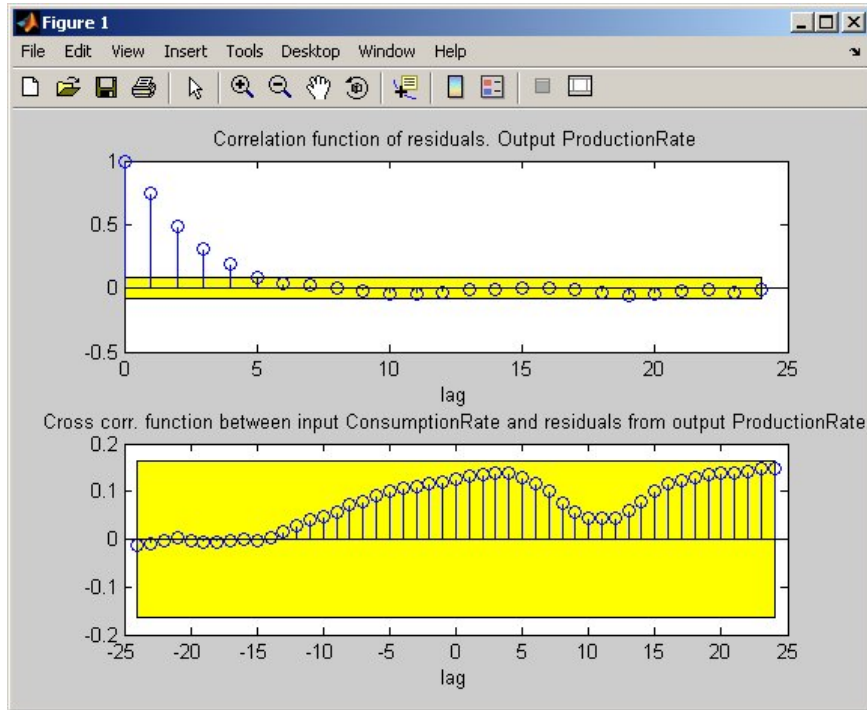 Figure 1
File Edit View Insert Tools Desktop Window Help
Correlation function of residuals. Output ProductionRate
1
0.5
0
-0.5
0 5 10 15 20 25
lag
Cross corr. function between input ConsumptionRate and residuals from output ProductionRate
0.2
0.1
0
-0.1
-0.2
-25 -20 -15 -10 -5 0 5 10 15 20 25
lag